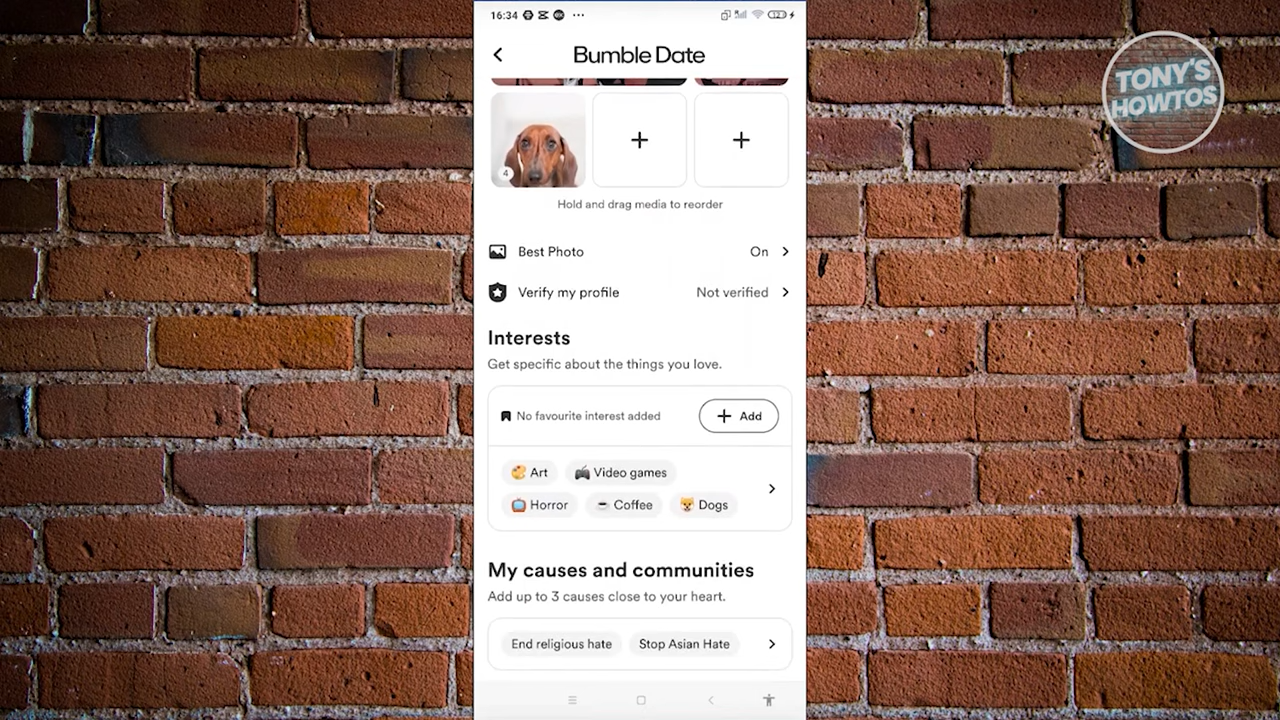 16:34
Bumble Date
TONY'S
HOWTOS
4
Hold and drag media to reorder
Best Photo On
Verify my profile Not verified
Interests
Get specific about the things you love.
No favourite interest added + Add
Art Video games
Horror Coffee Dogs
My causes and communities
Add up to 3 causes close to your heart.
End religious hate Stop Asian Hate